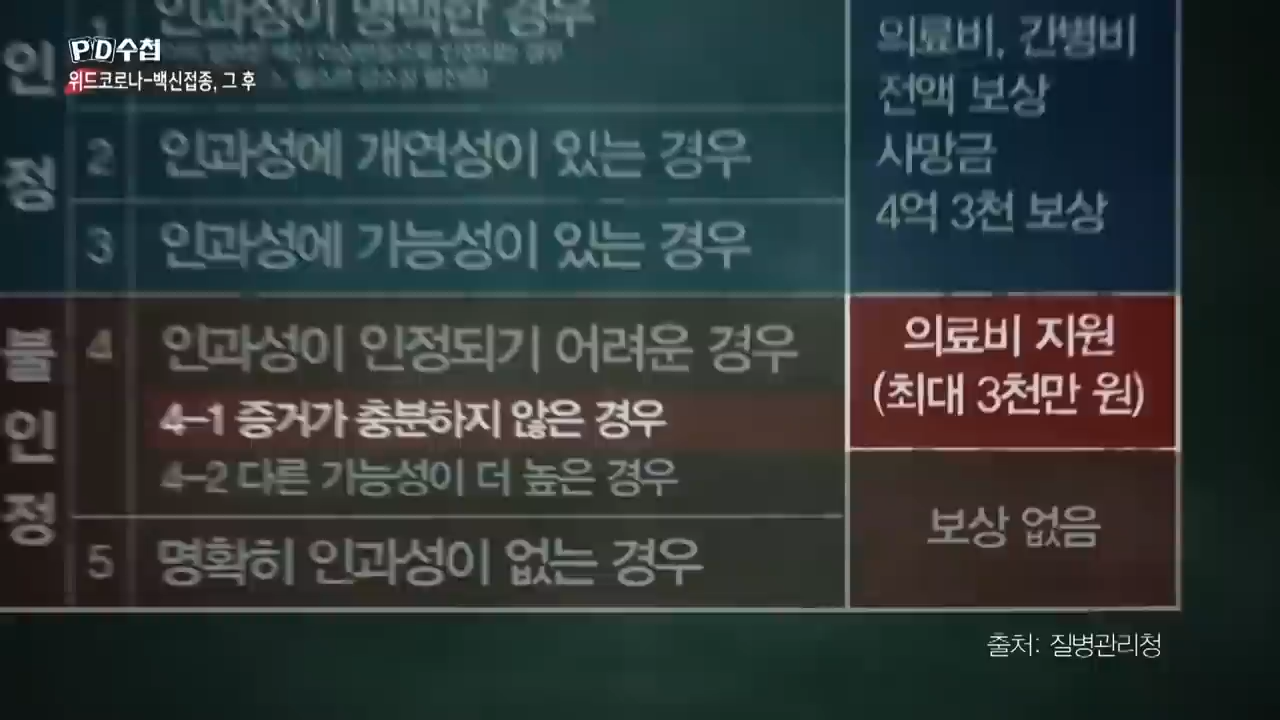 PD수첩
위드코로나-백신접종, 그 후
인정
1 인과성이 명백한 경우
2 인과성에 개연성이 있는 경우
3 인과성에 가능성이 있는 경우
의료비, 간병비
전액 보상
사망금
4억 3천 보상
불인정
4 인과성이 인정되기 어려운 경우
4-1 증거가 충분하지 않은 경우
4-2 다른 가능성이 더 높은 경우
의료비 지원
(최대 3천만 원)
5 명확히 인과성이 없는 경우
보상 없음
출처: 질병관리청